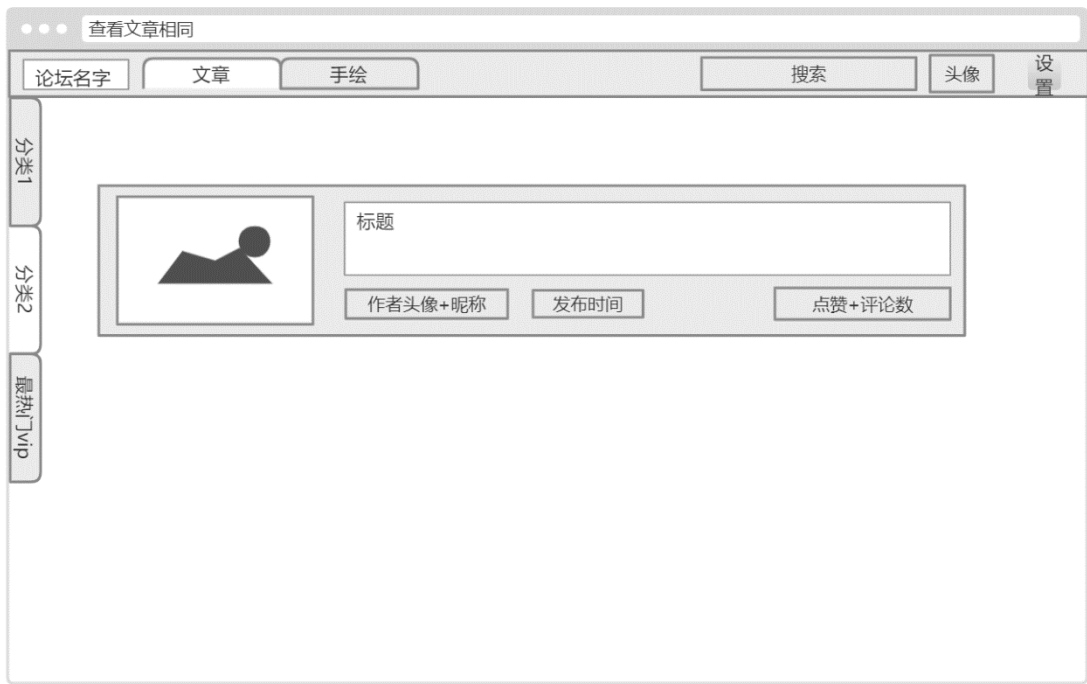 查看文章相同
论坛名字
文章
手绘
搜索
头像
设置
分类1
分类2
最热门vip
标题
作者头像+昵称
发布时间
点赞+评论数